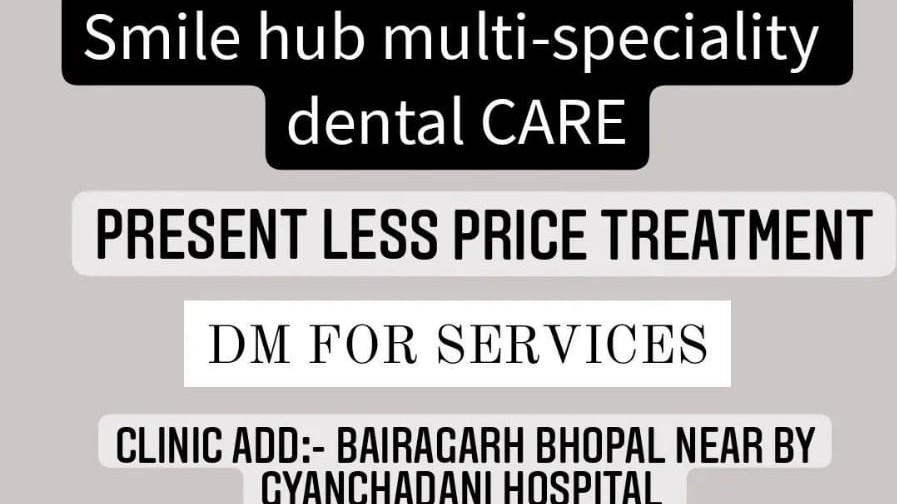 Smile hub multi-speciality
dental CARE
PRESENT LESS PRICE TREATMENT
DM FOR SERVICES
CLINIC ADD:- BAIRAGARH BHOPAL NEAR BY
GYANCHADANI HOSPITAL